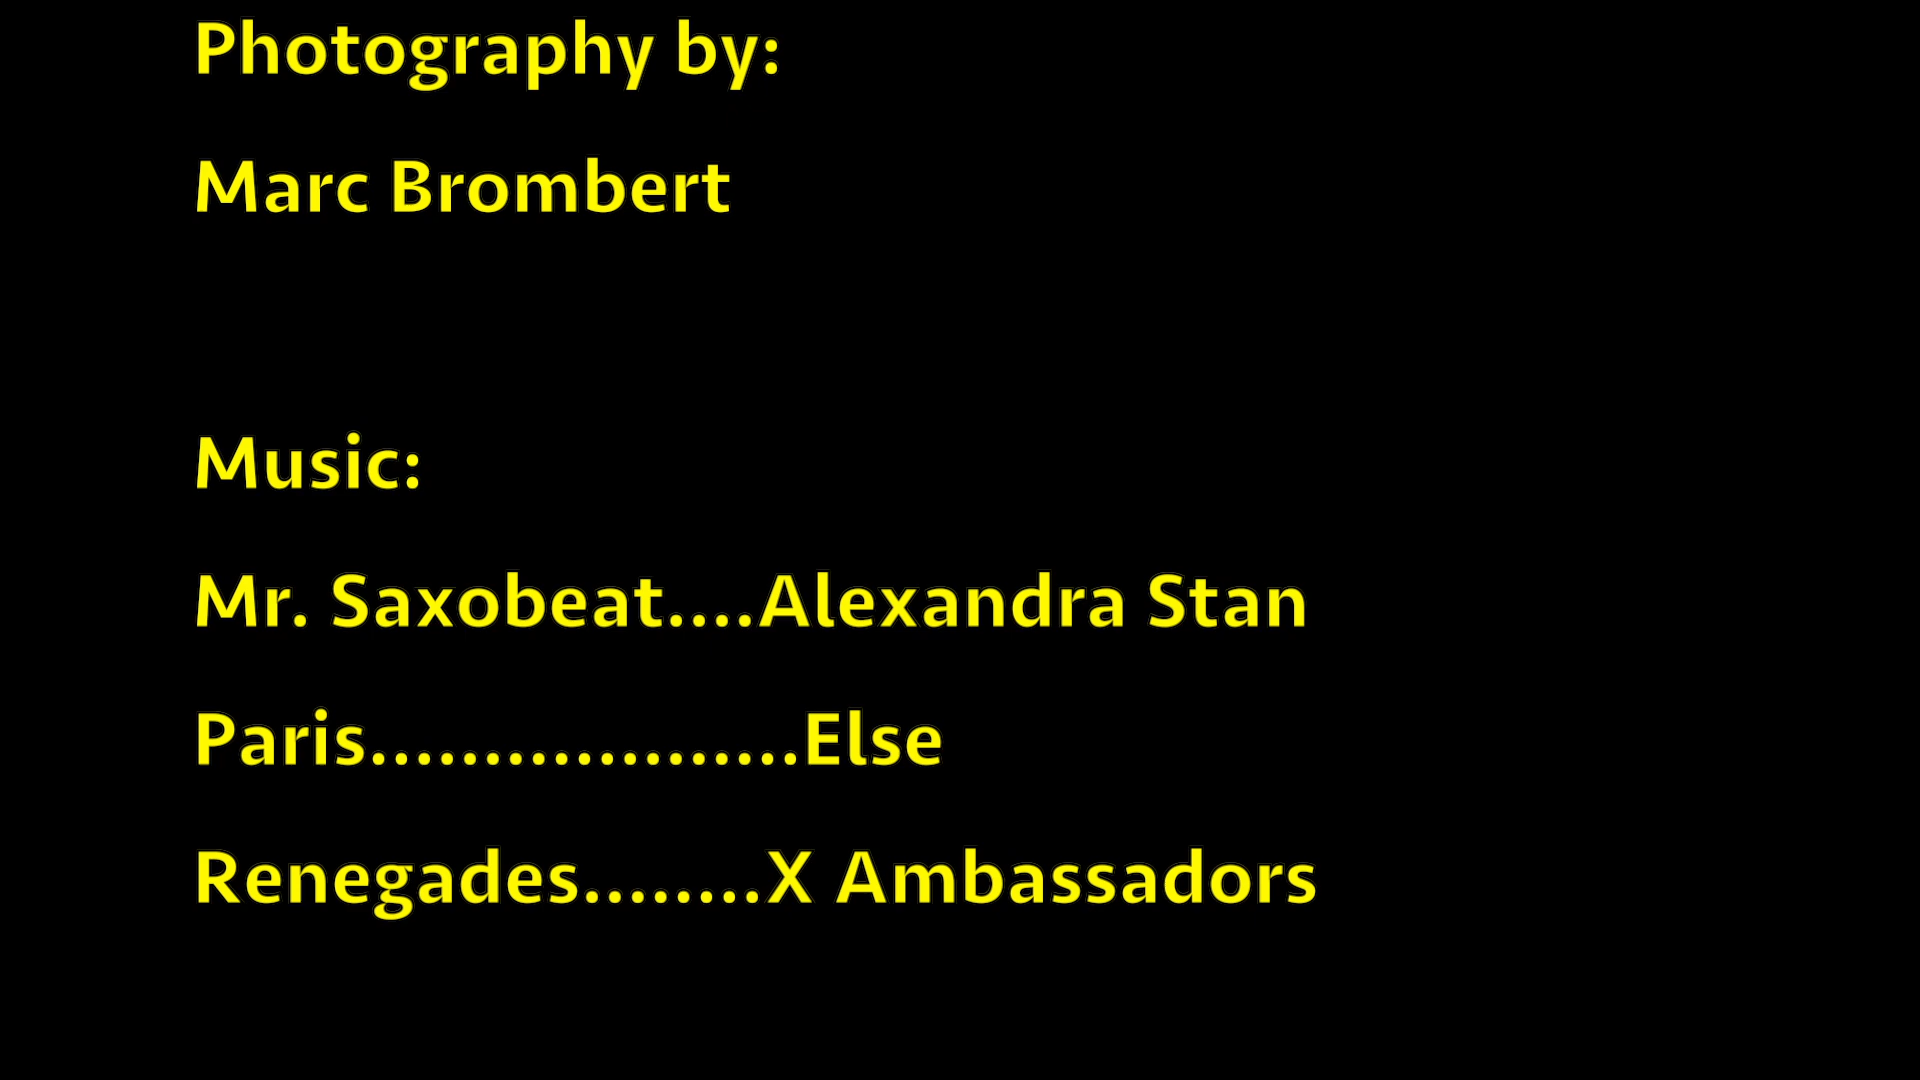 Photography by:
Marc Brombert
Music:
Mr. Saxobeat....Alexandra Stan
Paris...................Else
Renegades........X Ambassadors